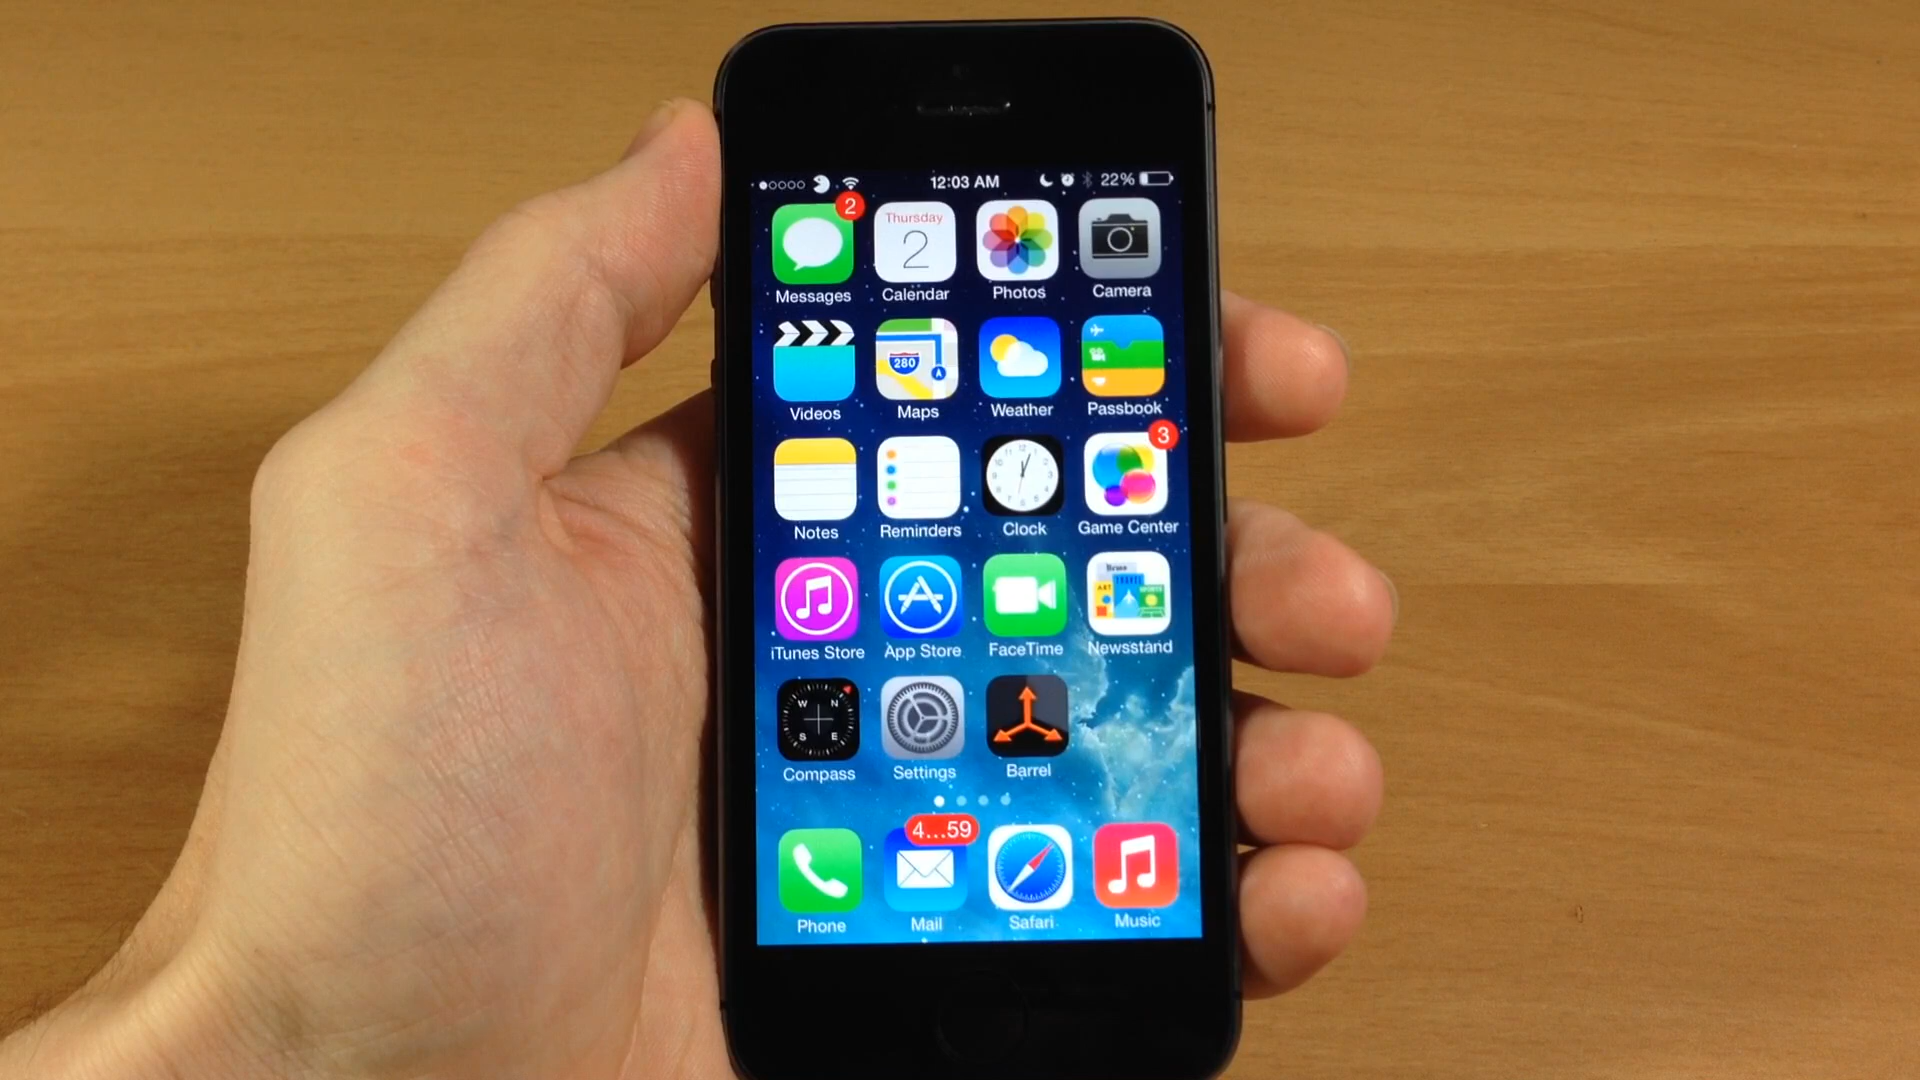 12:03 AM 22%
2
Thursday
2
Messages Calendar Photos Camera
280
Videos Maps Weather Passbook
3
Notes Reminders Clock Game Center
iTunes Store App Store FaceTime Newsstand
W N
S E
Compass Settings Barrel
4...59
Phone Mail Safari Music